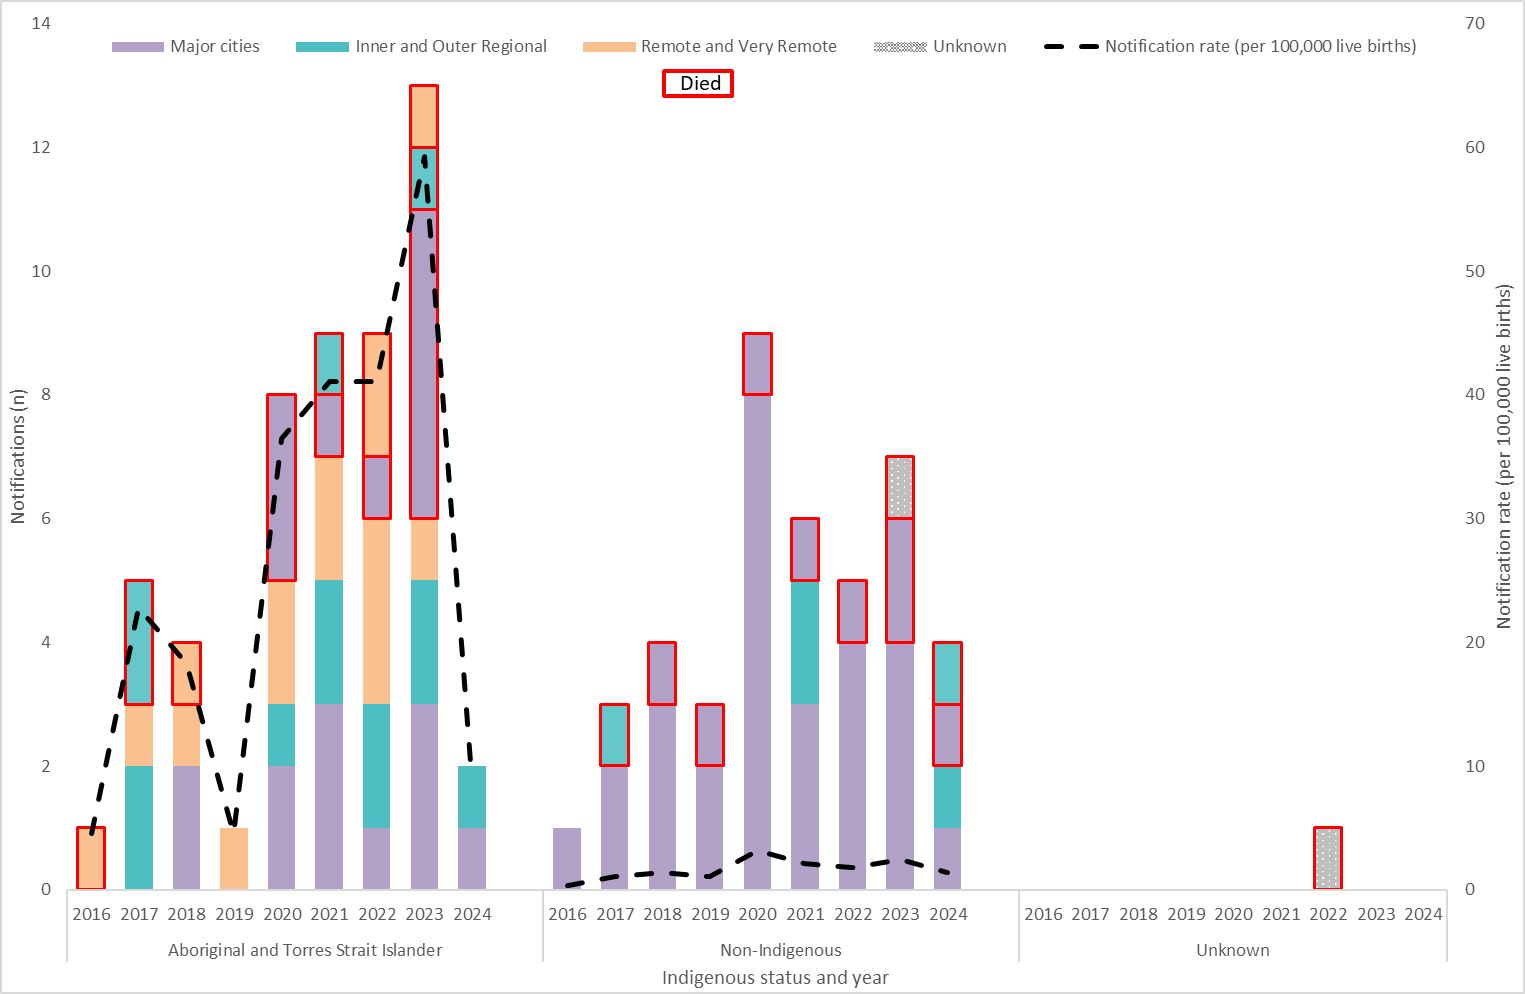 14
12
10
8
6
4
2
0
Notifications (n)
Major cities
Inner and Outer Regional
Remote and Very Remote
Unknown
Notification rate (per 100,000 live births)
Died
70
60
50
40
30
20
10
0
Notification rate (per 100,000 live births)
2016 2017 2018 2019 2020 2021 2022 2023 2024 2016 2017 2018 2019 2020 2021 2022 2023 2024 2016 2017 2018 2019 2020 2021 2022 2023 2024
Aboriginal and Torres Strait Islander Non-Indigenous Unknown
Indigenous status and year